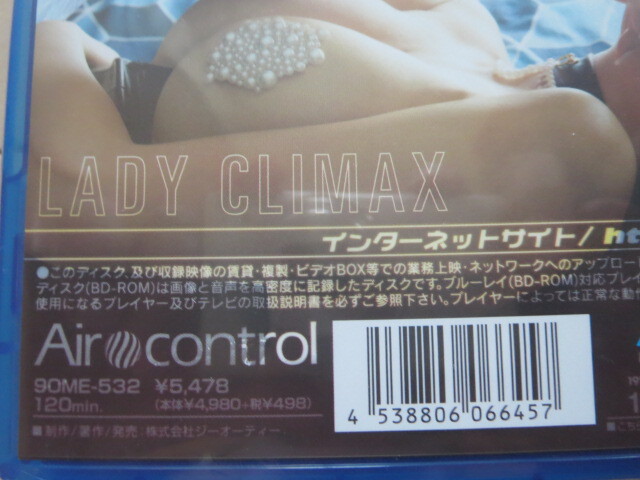 LADY CLIMAX
インターネットサイト/ ht
●このディスク、及び収録映像の賃貸・複製・ビデオBOX等での業務上映・ネットワークへのアップロー
ディスク(BD-ROM)は画像と音声を高密度に記録したディスクです。ブルーレイ(BD-ROM)対応プレイ
使用になるプレイヤー及びテレビの取扱説明書を必ずご参照下さい。プレイヤーによっては正常な動
Air control
90ME-532 ¥5,478
120min. (本体¥4,980+税¥498)
4 538806 066457
■制作/著作/発売:株式会社ジーオーティー